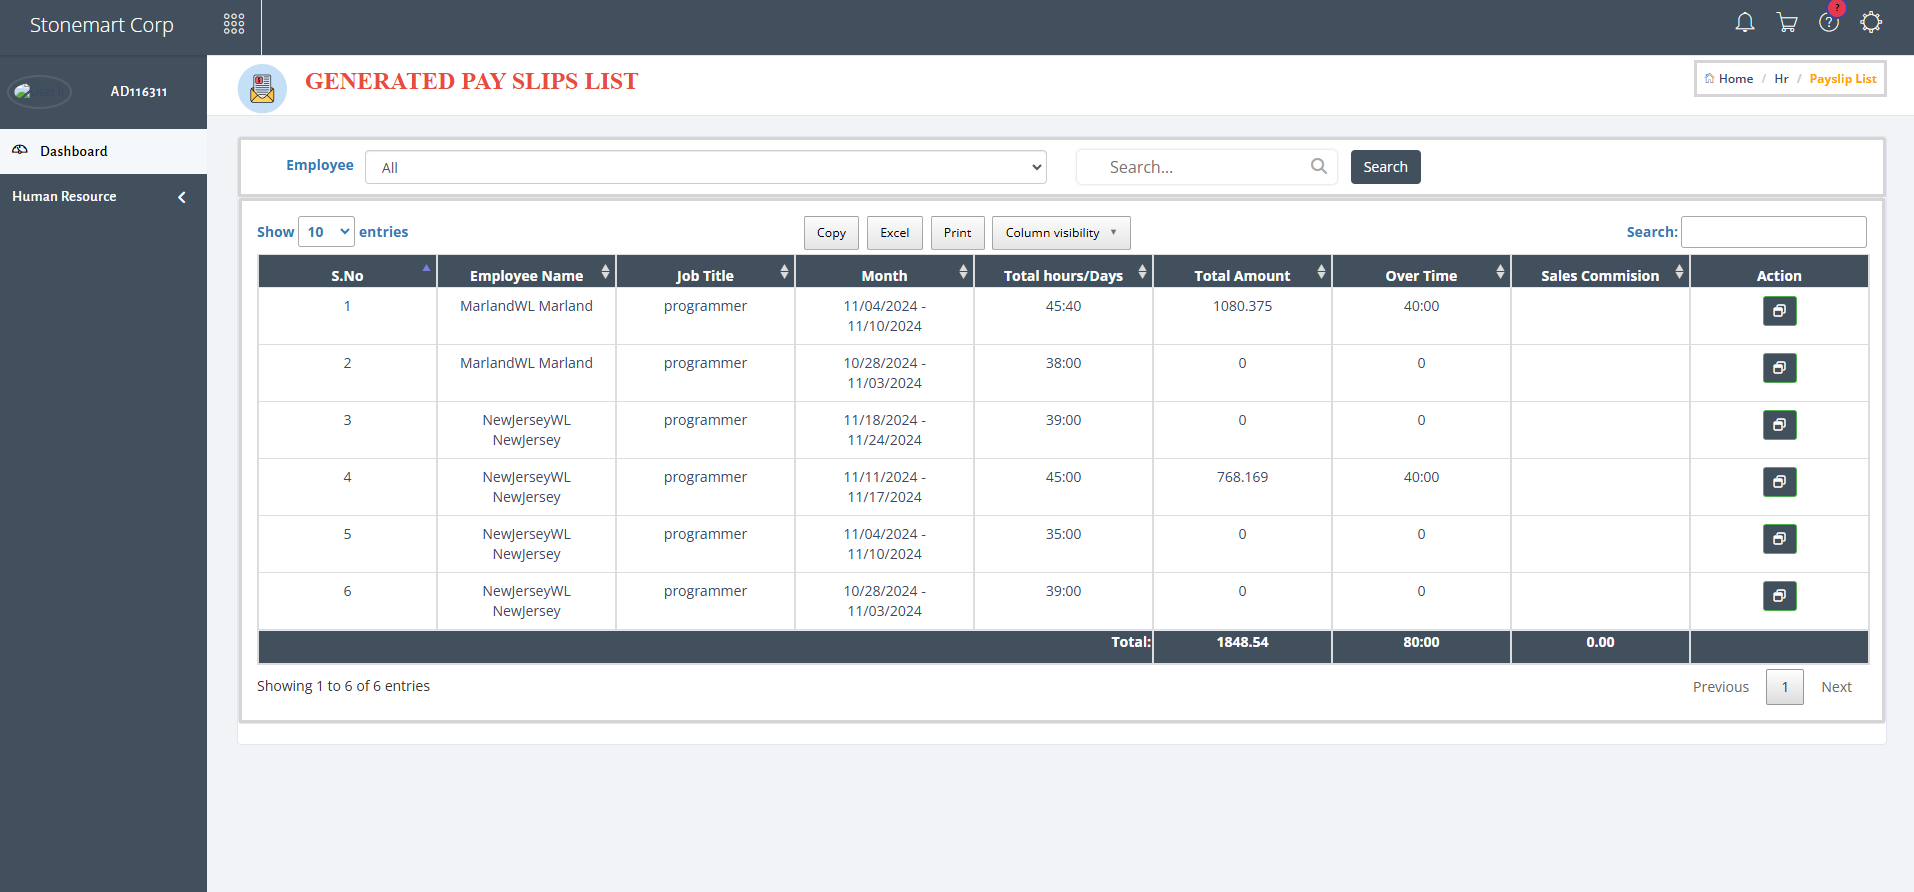 Stonemart Corp
?
AD116311
GENERATED PAY SLIPS LIST
Home / Hr / Payslip List
Dashboard
Human Resource
Employee All Search... Search
Show 10 entries Copy Excel Print Column visibility Search:
S.No Employee Name Job Title Month Total hours/Days Total Amount Over Time Sales Commision Action
1 MarlandWL Marland programmer 11/04/2024 - 45:40 1080.375 40:00
11/10/2024
2 MarlandWL Marland programmer 10/28/2024 - 38:00 0 0
11/03/2024
3 NewJerseyWL programmer 11/18/2024 - 39:00 0 0
NewJersey 11/24/2024
4 NewJerseyWL programmer 11/11/2024 - 45:00 768.169 40:00
NewJersey 11/17/2024
5 NewJerseyWL programmer 11/04/2024 - 35:00 0 0
NewJersey 11/10/2024
6 NewJerseyWL programmer 10/28/2024 - 39:00 0 0
NewJersey 11/03/2024
Total: 1848.54 80:00 0.00
Showing 1 to 6 of 6 entries Previous 1 Next